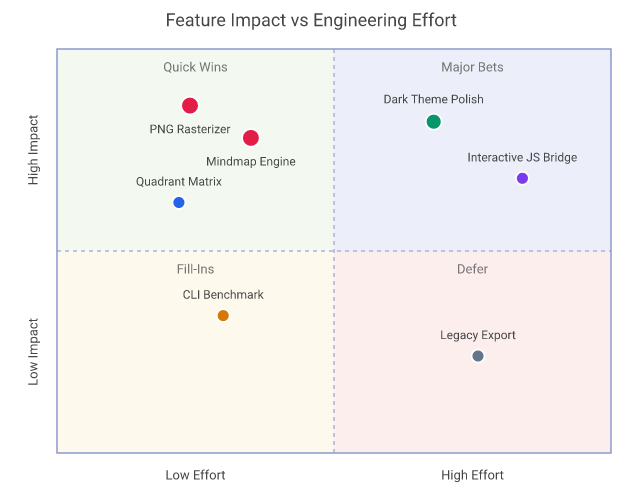 Feature Impact vs Engineering Effort
Quick Wins
Major Bets
Dark Theme Polish
PNG Rasterizer
Mindmap Engine
Interactive JS Bridge
Quadrant Matrix
High Impact
Fill-Ins
Defer
CLI Benchmark
Legacy Export
Low Impact
Low Effort
High Effort